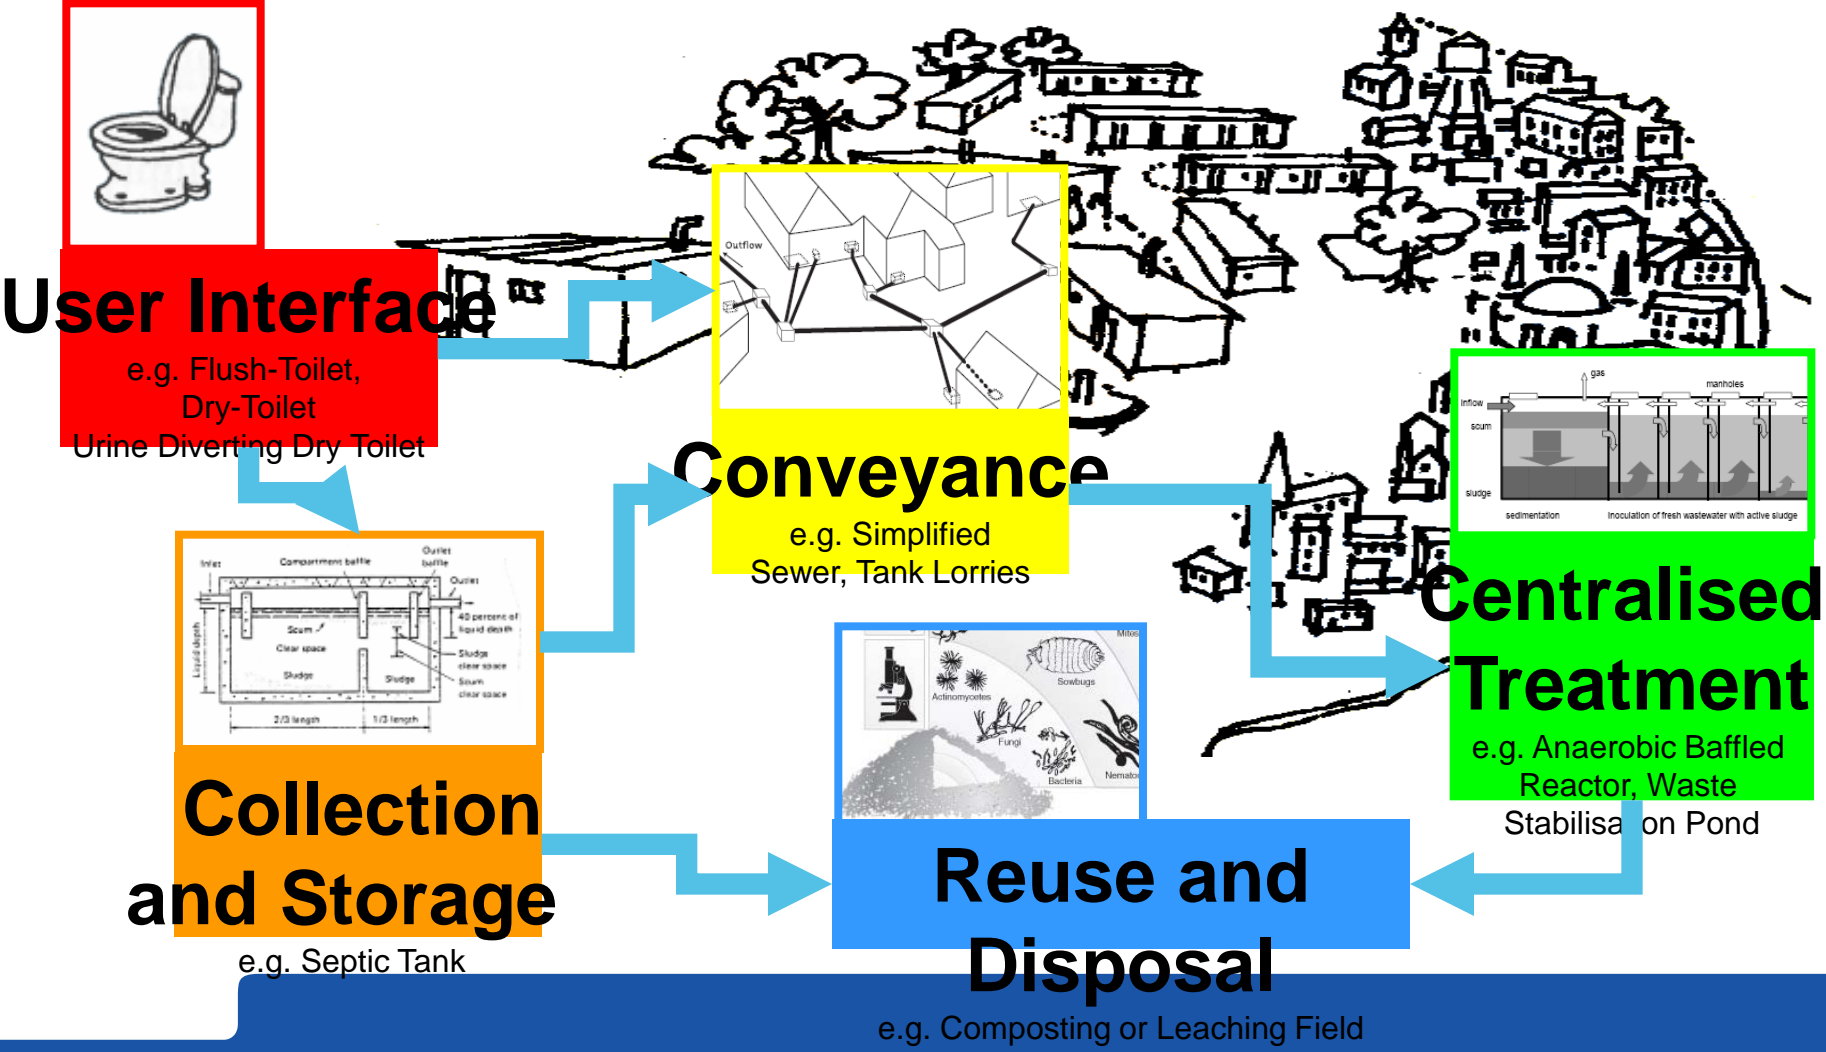 User Interface
e.g. Flush-Toilet,
Dry-Toilet
Urine Diverting Dry Toilet
Outflow
Conveyance
e.g. Simplified
Sewer, Tank Lorries
gas
manholes
inflow
scum
sludge
sedimentation
inoculation of fresh wastewater with active sludge
Centralised
Treatment
e.g. Anaerobic Baffled
Reactor, Waste
Stabilisation Pond
Inlet
Compartment baffle
Outlet
baffle
Outlet
40 percent of
liquid depth
Liquid depth
Scum
Clear space
Sludge
clear space
Sludge
Sludge
Scum
clear space
2/3 length
1/3 length
Collection
and Storage
e.g. Septic Tank
Mites
Sowbugs
Actinomycetes
Fungi
Bacteria
Nemato
Reuse and
Disposal
e.g. Composting or Leaching Field